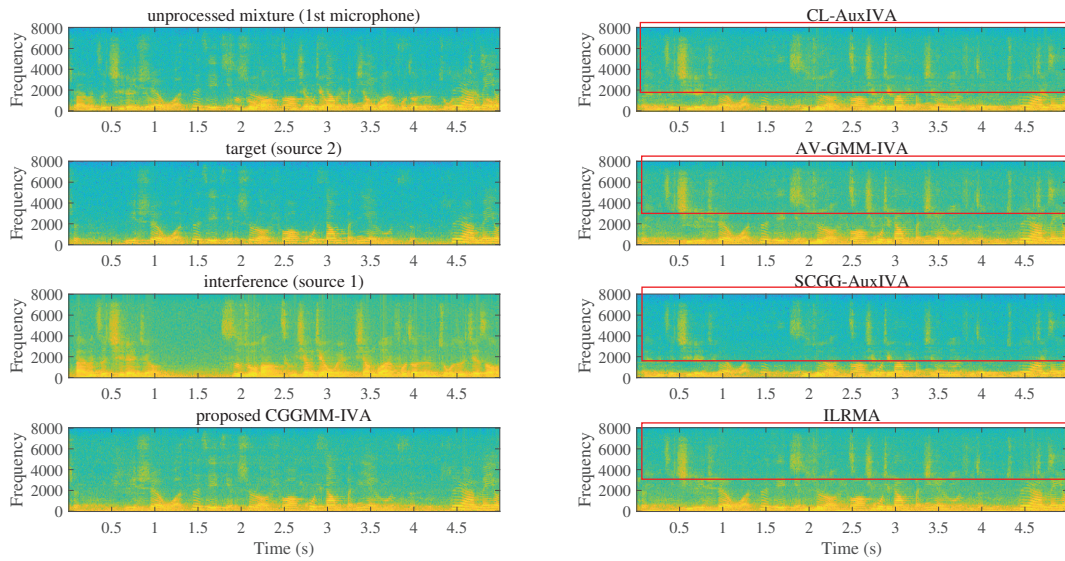 unprocessed mixture (1st microphone)
Frequency
8000
6000
4000
2000
0
0.5 1 1.5 2 2.5 3 3.5 4 4.5
target (source 2)
Frequency
8000
6000
4000
2000
0
0.5 1 1.5 2 2.5 3 3.5 4 4.5
interference (source 1)
Frequency
8000
6000
4000
2000
0
0.5 1 1.5 2 2.5 3 3.5 4 4.5
proposed CGGMM-IVA
Frequency
8000
6000
4000
2000
0
0.5 1 1.5 2 2.5 3 3.5 4 4.5
Time (s)
CL-AuxIVA
Frequency
8000
6000
4000
2000
0
0.5 1 1.5 2 2.5 3 3.5 4 4.5
AV-GMM-IVA
Frequency
8000
6000
4000
2000
0
0.5 1 1.5 2 2.5 3 3.5 4 4.5
SCGG-AuxIVA
Frequency
8000
6000
4000
2000
0
0.5 1 1.5 2 2.5 3 3.5 4 4.5
ILRMA
Frequency
8000
6000
4000
2000
0
0.5 1 1.5 2 2.5 3 3.5 4 4.5
Time (s)